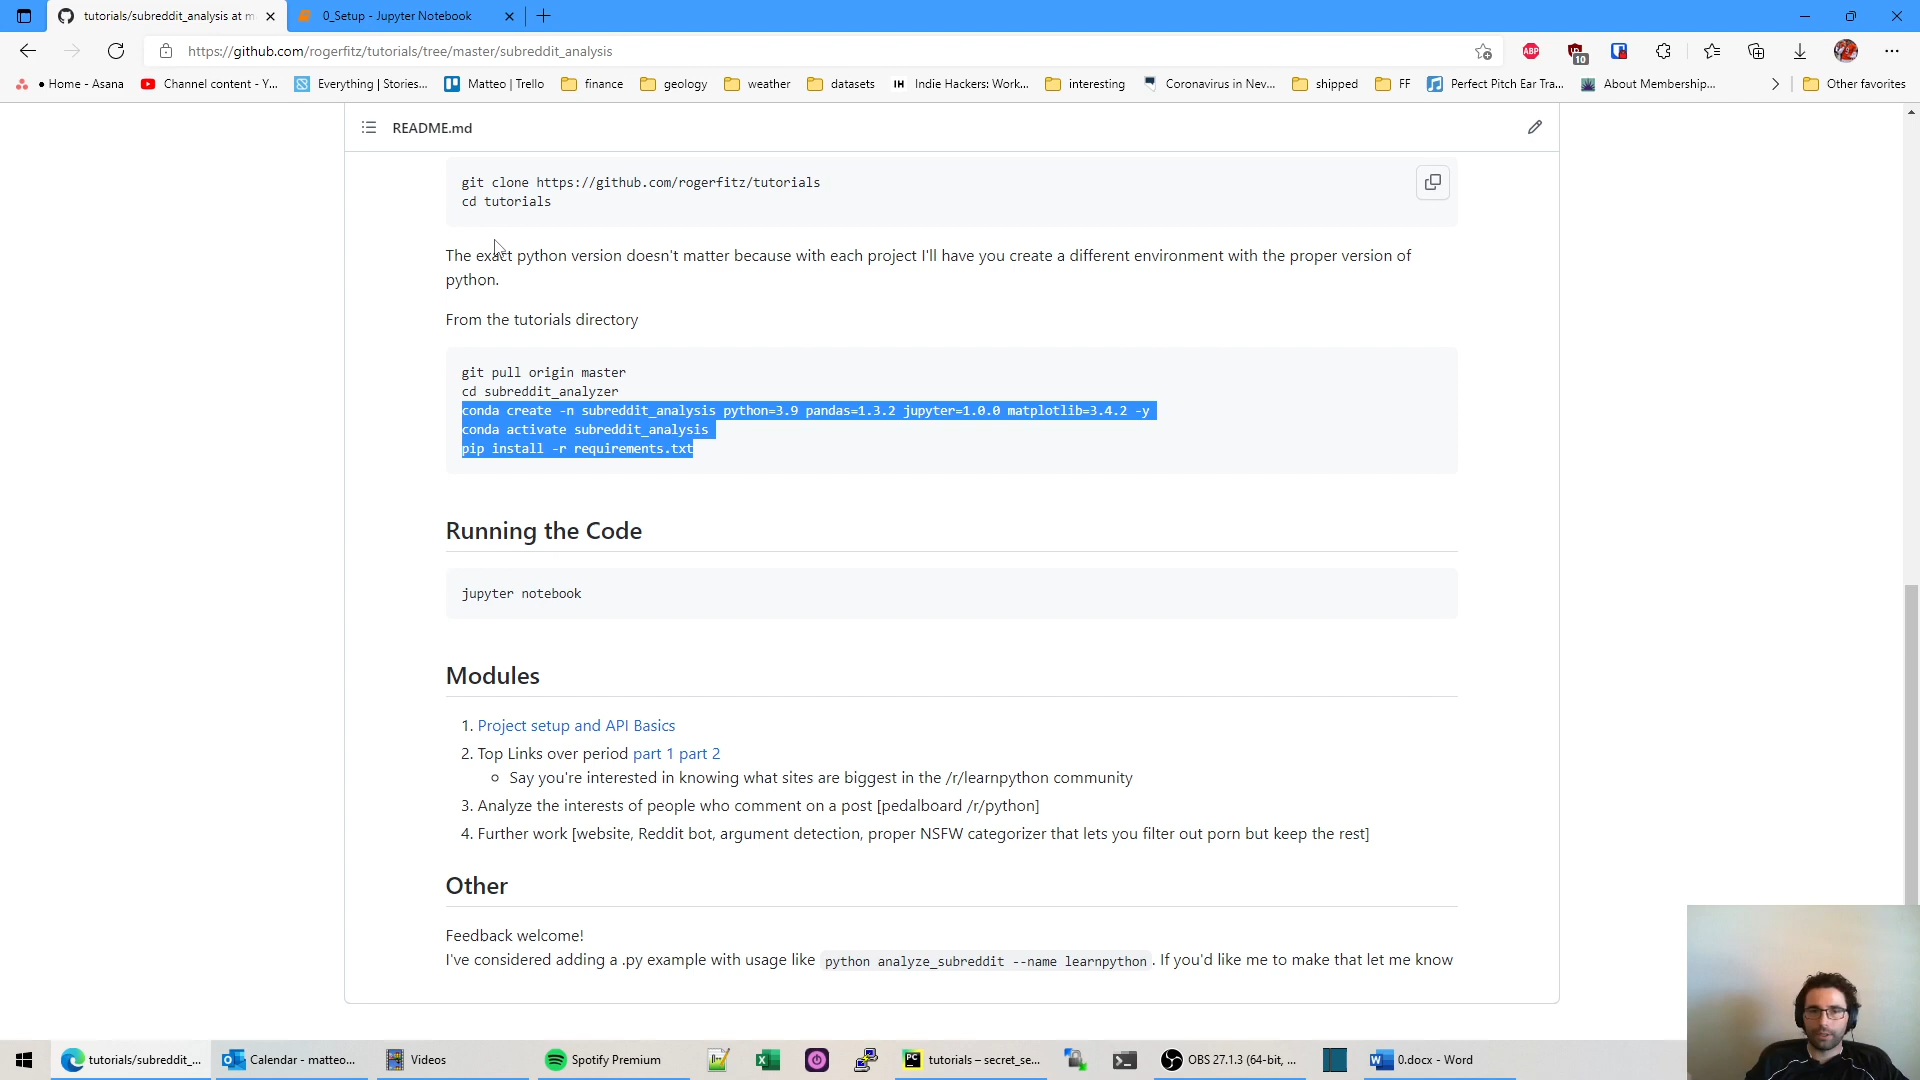 tutorials/subreddit_analysis at m
0_Setup - Jupyter Notebook
https://github.com/rogerfitz/tutorials/tree/master/subreddit_analysis
ABP
10
• Home - Asana
Channel content - Y...
Everything | Stories...
Matteo | Trello
finance
geology
weather
datasets
IH Indie Hackers: Work...
interesting
Coronavirus in Nev...
shipped
FF
Perfect Pitch Ear Tra...
About Membership...
Other favorites
README.md
git clone https://github.com/rogerfitz/tutorials
cd tutorials
The exact python version doesn't matter because with each project I'll have you create a different environment with the proper version of
python.
From the tutorials directory
git pull origin master
cd subreddit_analyzer
conda create -n subreddit_analysis python=3.9 pandas=1.3.2 jupyter=1.0.0 matplotlib=3.4.2 -y
conda activate subreddit_analysis
pip install -r requirements.txt
Running the Code
jupyter notebook
Modules
1. Project setup and API Basics
2. Top Links over period part 1 part 2
Say you're interested in knowing what sites are biggest in the /r/learnpython community
3. Analyze the interests of people who comment on a post [pedalboard /r/python]
4. Further work [website, Reddit bot, argument detection, proper NSFW categorizer that lets you filter out porn but keep the rest]
Other
Feedback welcome!
I've considered adding a .py example with usage like python analyze_subreddit --name learnpython . If you'd like me to make that let me know
tutorials/subreddit_...
Calendar - matteo...
Videos
Spotify Premium
PC tutorials – secret_se...
OBS 27.1.3 (64-bit, ...
0.docx - Word